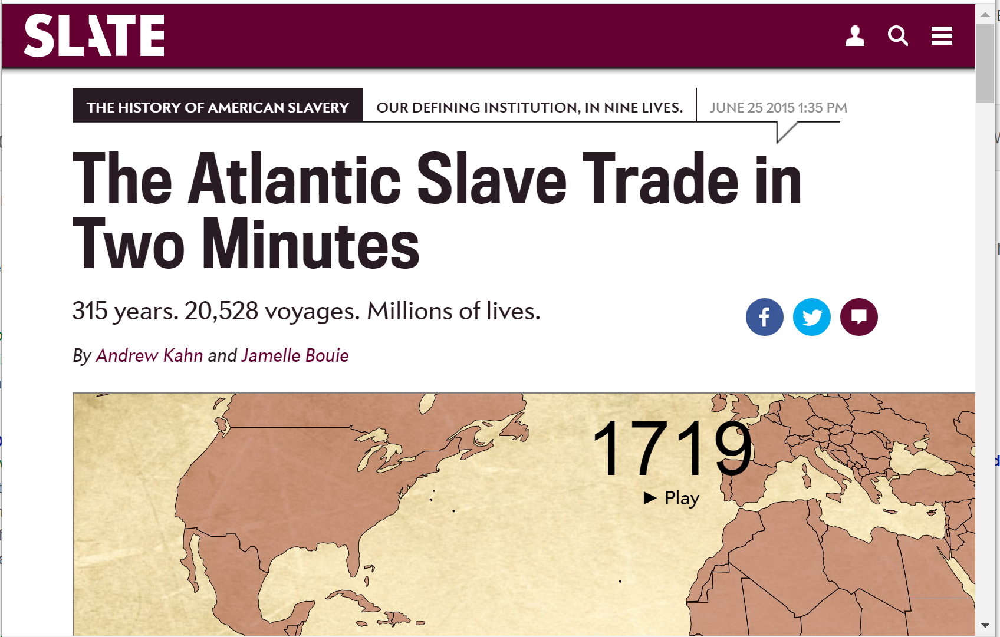 SLATE
THE HISTORY OF AMERICAN SLAVERY OUR DEFINING INSTITUTION, IN NINE LIVES. JUNE 25 2015 1:35 PM
The Atlantic Slave Trade in
Two Minutes
315 years. 20,528 voyages. Millions of lives.
By Andrew Kahn and Jamelle Bouie
1719
Play